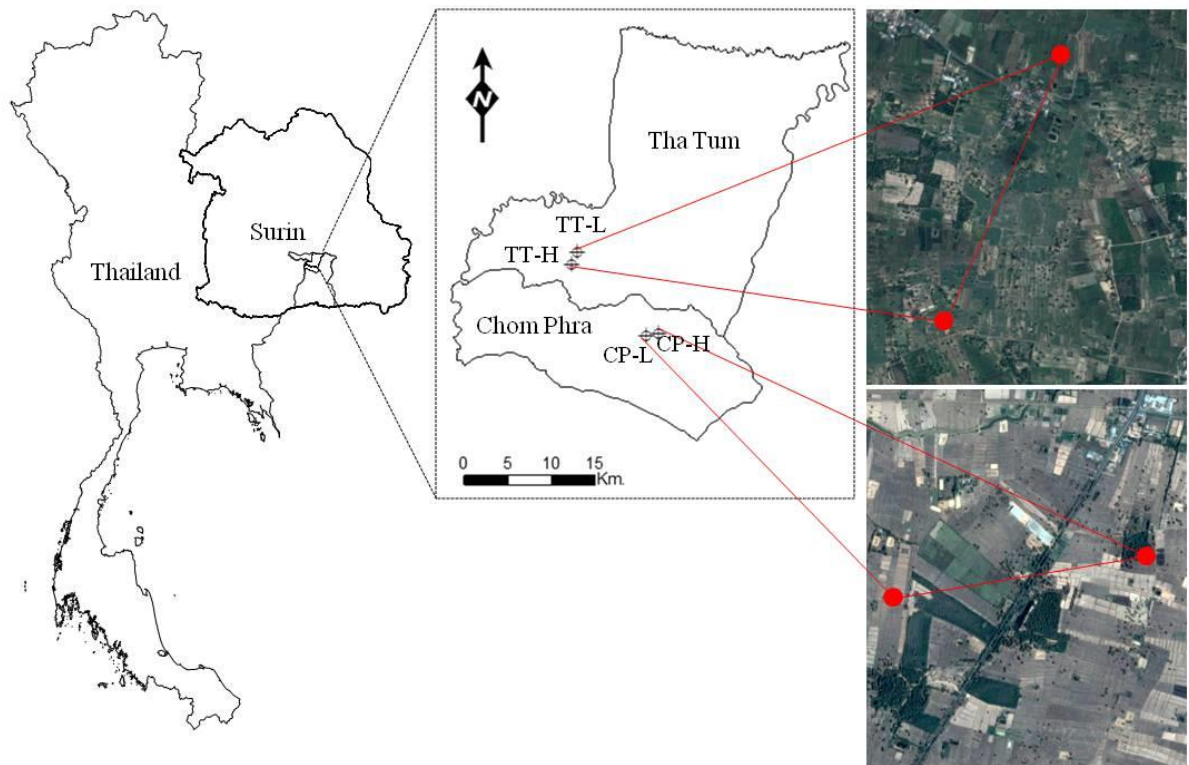 Thailand
Surin
N
Tha Tum
TT-L
TT-H
Chom Phra
CP-L
CP-H
0 5 10 15
Km.